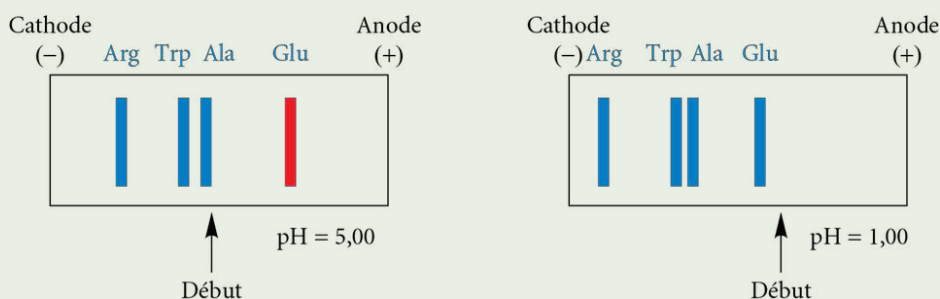 Cathode Anode
(–) Arg Trp Ala Glu (+)
pH = 5,00
Début
Cathode Anode
(–) Arg Trp Ala Glu (+)
pH = 1,00
Début